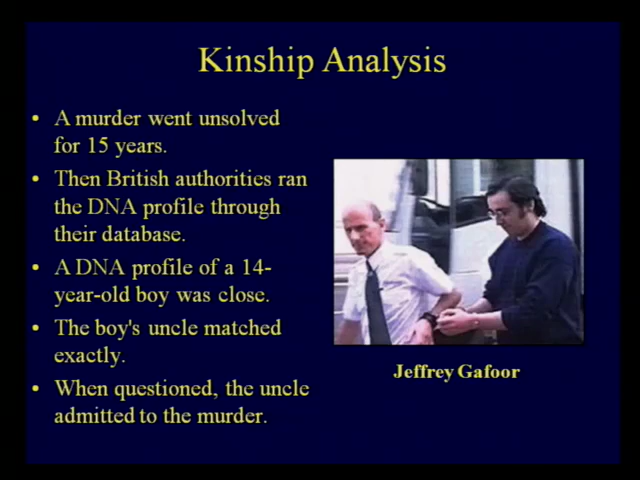 Kinship Analysis
• A murder went unsolved
for 15 years.
• Then British authorities ran
the DNA profile through
their database.
• A DNA profile of a 14-
year-old boy was close.
• The boy's uncle matched
exactly.
• When questioned, the uncle
admitted to the murder.
Jeffrey Gafoor